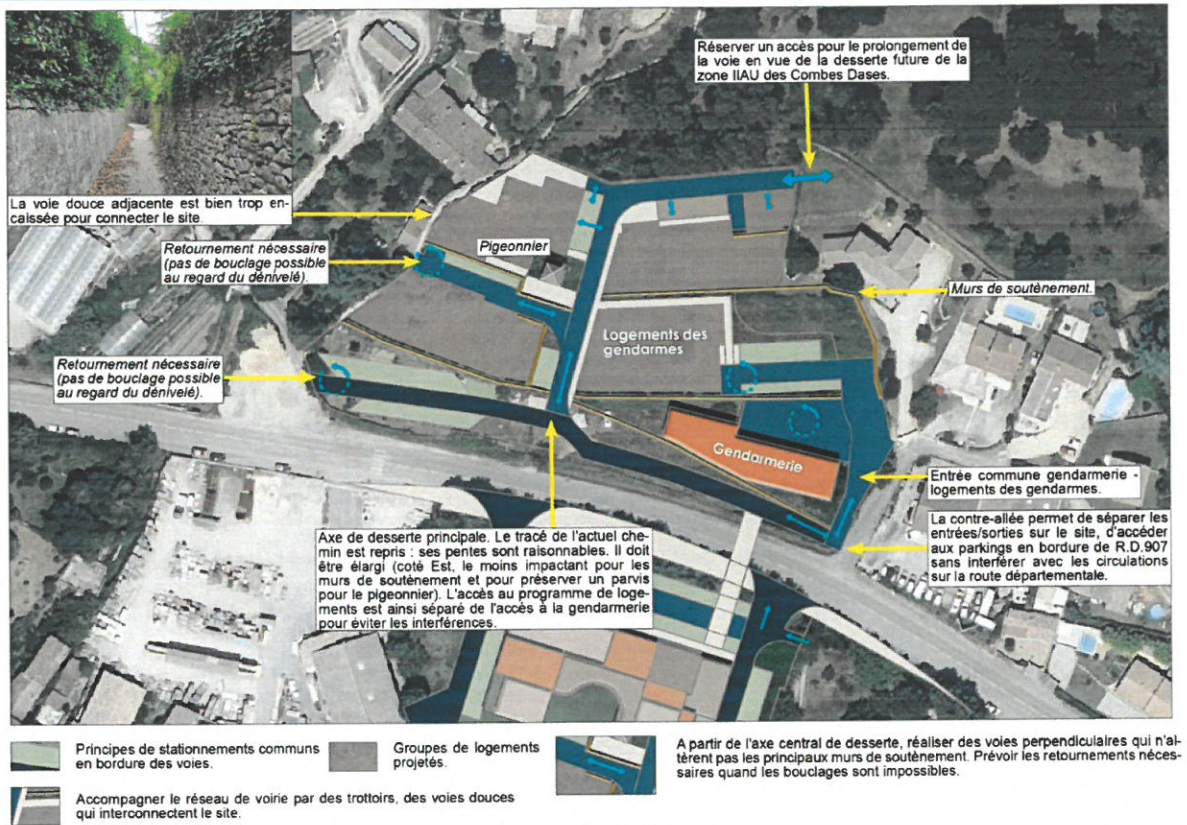 Réserver un accès pour le prolongement de
la voie en vue de la desserte future de la
zone IIAU des Combes Dases.
La voie douce adjacente est bien trop en-
caissée pour connecter le site.
Retournement nécessaire
(pas de bouclage possible
au regard du dénivelé).
Pigeonnier
Murs de soutènement.
Logements des
gendarmes
Retournement nécessaire
(pas de bouclage possible
au regard du dénivelé).
Gendarmerie
Entrée commune gendarmerie -
logements des gendarmes.
Axe de desserte principale. Le tracé de l'actuel che-
min est repris : ses pentes sont raisonnables. Il doit
être élargi (coté Est, le moins impactant pour les
murs de soutènement et pour préserver un parvis
pour le pigeonnier). L'accès au programme de loge-
ments est ainsi séparé de l'accès à la gendarmerie
pour éviter les interférences.
La contre-allée permet de séparer les
entrées/sorties sur le site, d'accéder
aux parkings en bordure de R.D.907
sans interférer avec les circulations
sur la route départementale.
Principes de stationnements communs
en bordure des voies.
Groupes de logements
projetés.
A partir de l'axe central de desserte, réaliser des voies perpendiculaires qui n'al-
tèrent pas les principaux murs de soutènement. Prévoir les retournements néces-
saires quand les bouclages sont impossibles.
Accompagner le réseau de voirie par des trottoirs, des voies douces
qui interconnectent le site.